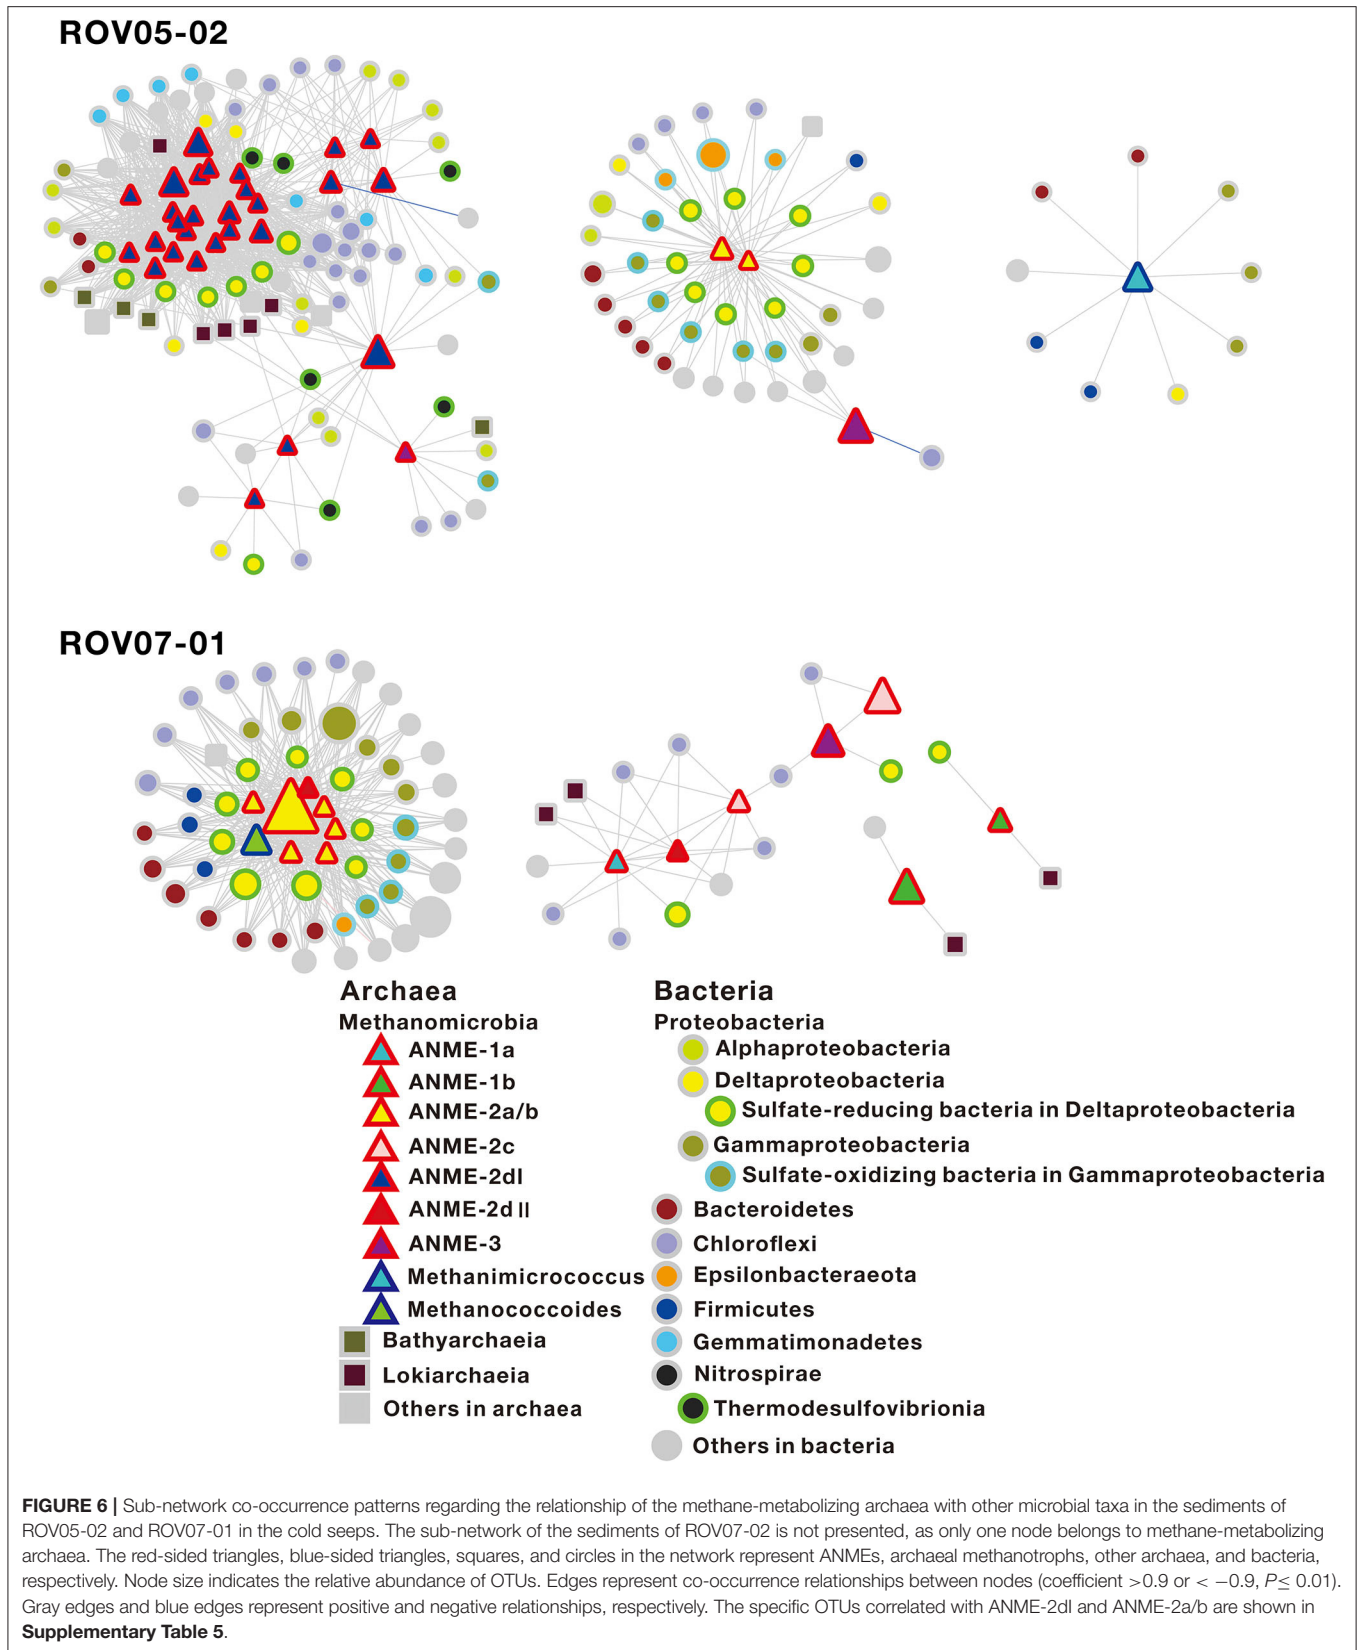 ROV05-02
ROV07-01
Archaea
Methanomicrobia
ANME-1a
ANME-1b
ANME-2a/b
ANME-2c
ANME-2dI
ANME-2d II
ANME-3
Methanimicrococcus
Methanococcoides
Bathyarchaeia
Lokiarchaeia
Others in archaea
Bacteria
Proteobacteria
Alphaproteobacteria
Deltaproteobacteria
Sulfate-reducing bacteria in Deltaproteobacteria
Gammaproteobacteria
Sulfate-oxidizing bacteria in Gammaproteobacteria
Bacteroidetes
Chloroflexi
Epsilonbacteraeota
Firmicutes
Gemmatimonadetes
Nitrospirae
Thermodesulfovibrionia
Others in bacteria
FIGURE 6 | Sub-network co-occurrence patterns regarding the relationship of the methane-metabolizing archaea with other microbial taxa in the sediments of
ROV05-02 and ROV07-01 in the cold seeps. The sub-network of the sediments of ROV07-02 is not presented, as only one node belongs to methane-metabolizing
archaea. The red-sided triangles, blue-sided triangles, squares, and circles in the network represent ANMEs, archaeal methanotrophs, other archaea, and bacteria,
respectively. Node size indicates the relative abundance of OTUs. Edges represent co-occurrence relationships between nodes (coefficient >0.9 or < −0.9, P≤ 0.01).
Gray edges and blue edges represent positive and negative relationships, respectively. The specific OTUs correlated with ANME-2dI and ANME-2a/b are shown in
Supplementary Table 5.